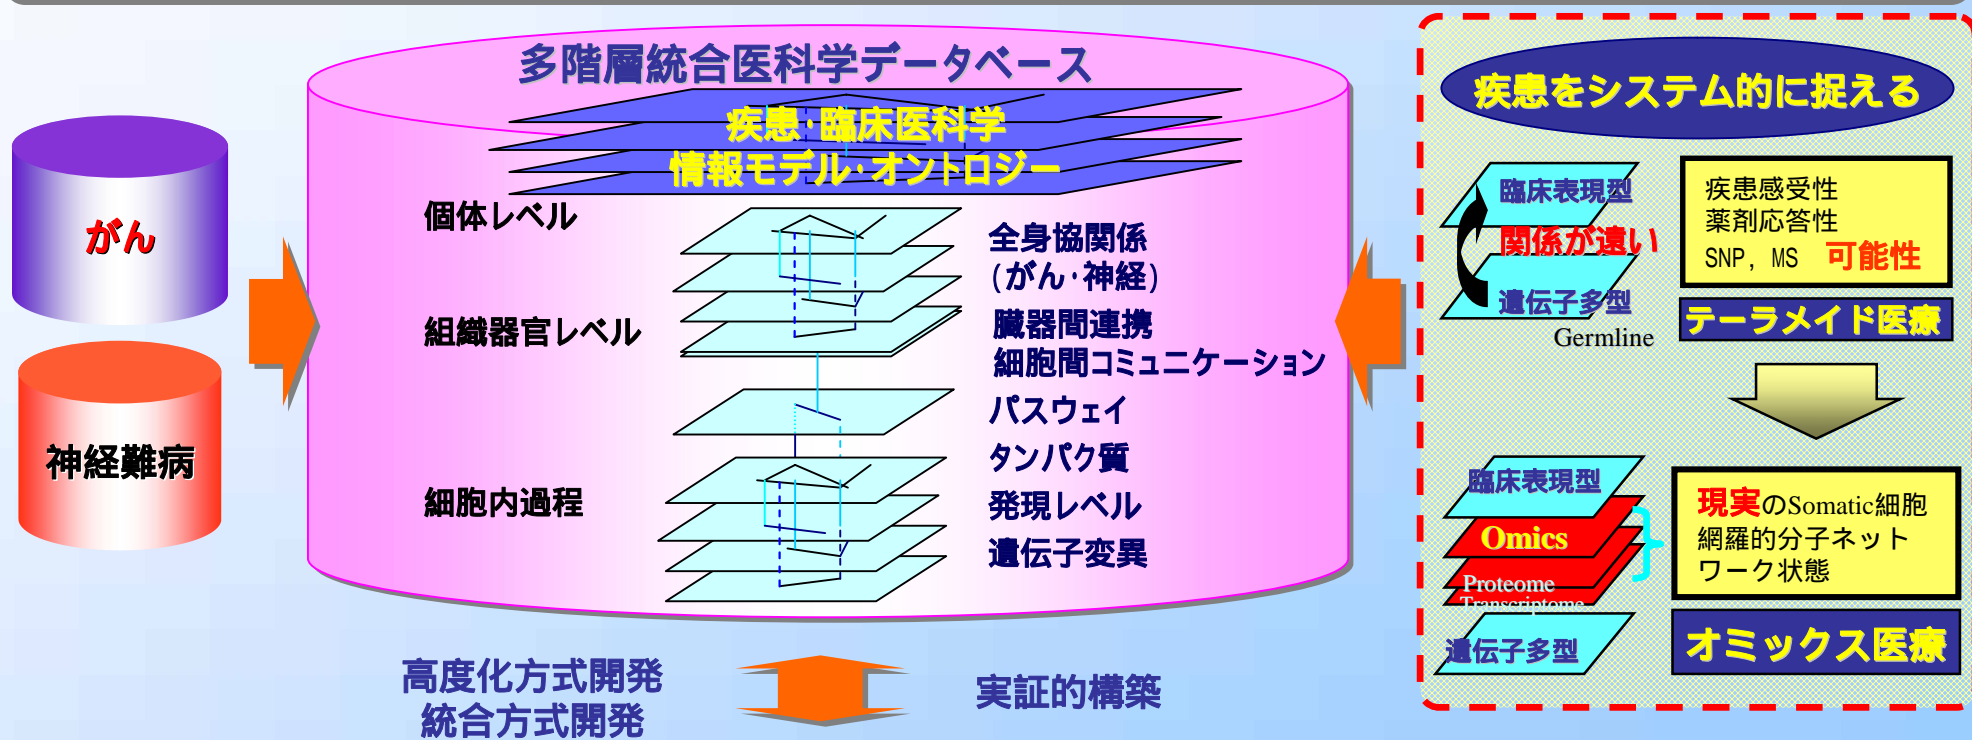 多階層統合医科学データベース
疾患・臨床医科学
情報モデル・オントロジー
がん
神経難病
個体レベル
組織器官レベル
細胞内過程
全身協関係
(がん・神経)
臓器間連携
細胞間コミュニケーション
パスウェイ
タンパク質
発現レベル
遺伝子変異
高度化方式開発
統合方式開発
実証的構築
疾患をシステム的に捉える
臨床表現型
関係が遠い
遺伝子多型
Germline
疾患感受性
薬剤応答性
SNP, MS 可能性
テーラメイド医療
臨床表現型
Omics
Proteome
Transcriptome
遺伝子多型
現実のSomatic細胞
網羅的分子ネット
ワーク状態
オミックス医療